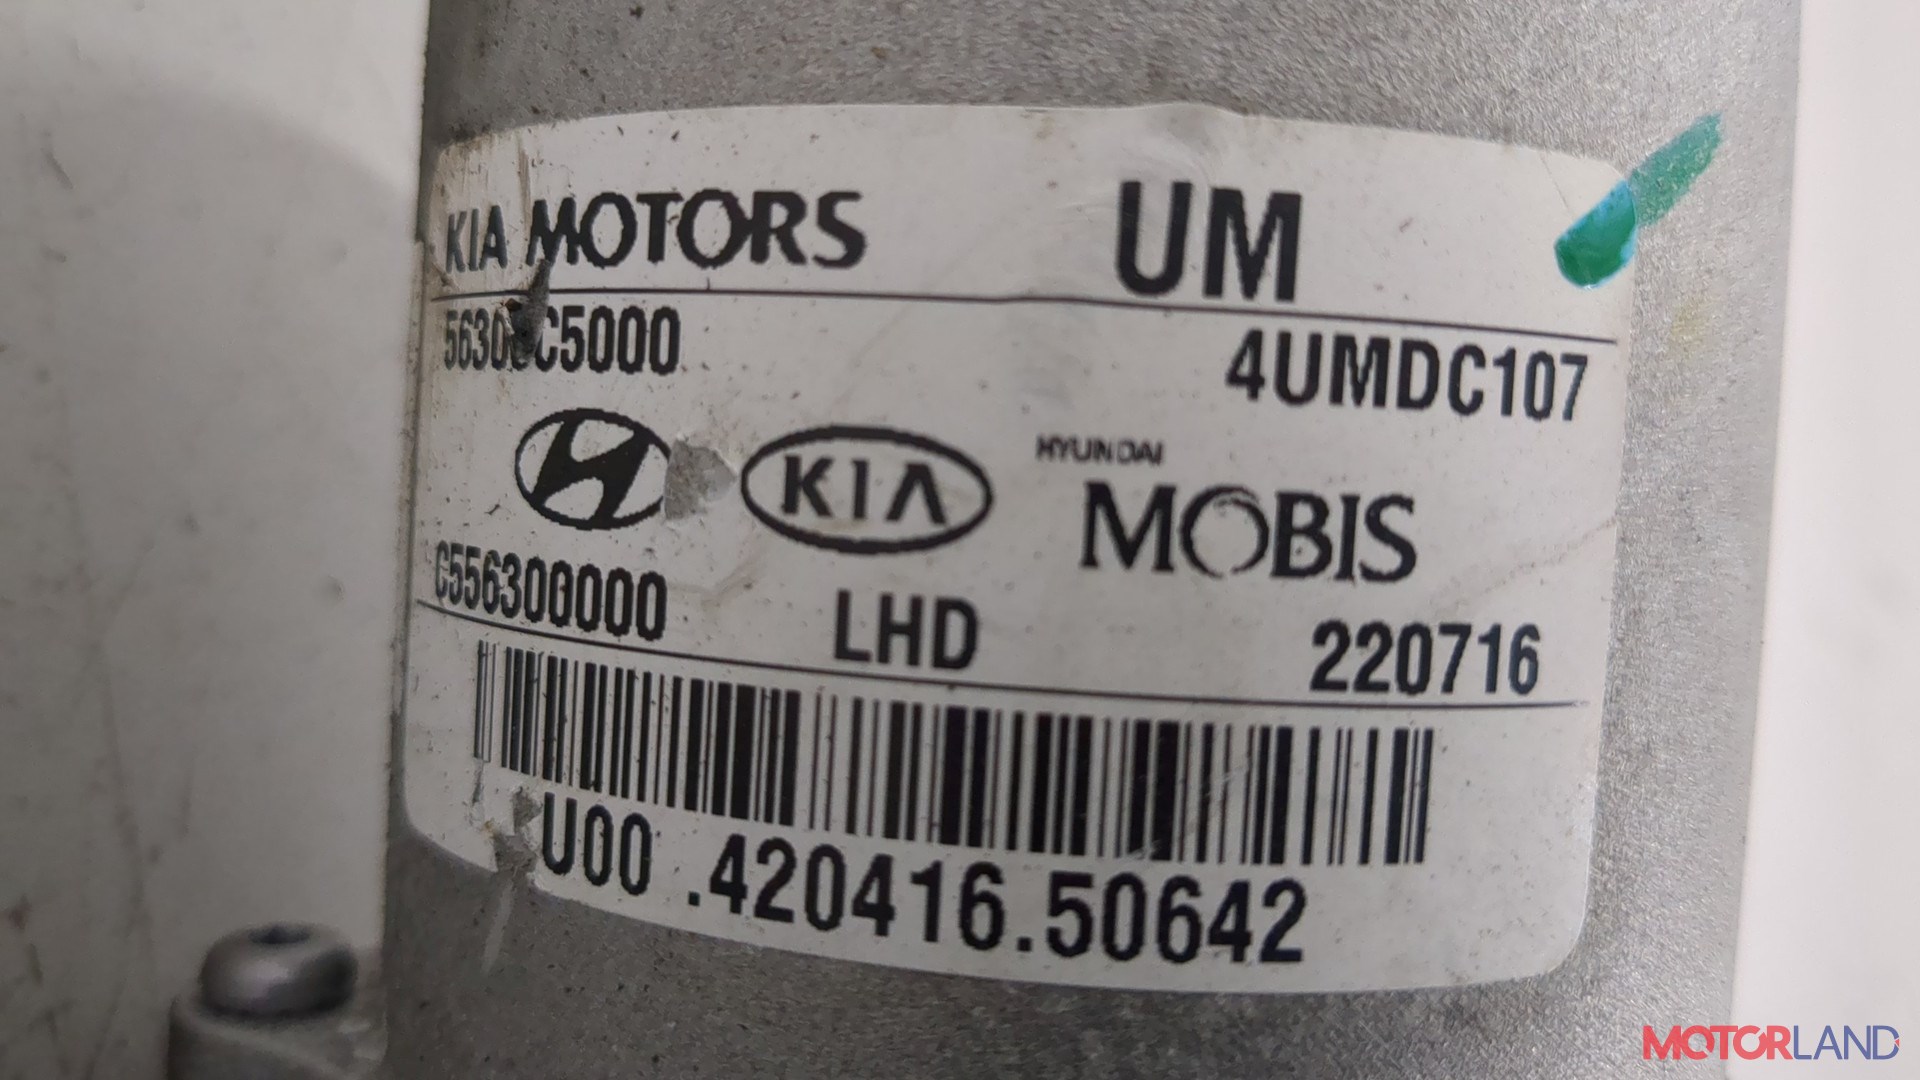 KIA MOTORS UM
4UMDC107
KIA HYUNDAI
MOBIS
C556300000 LHD 220716
U00 .420416.50642
MOTORLAND